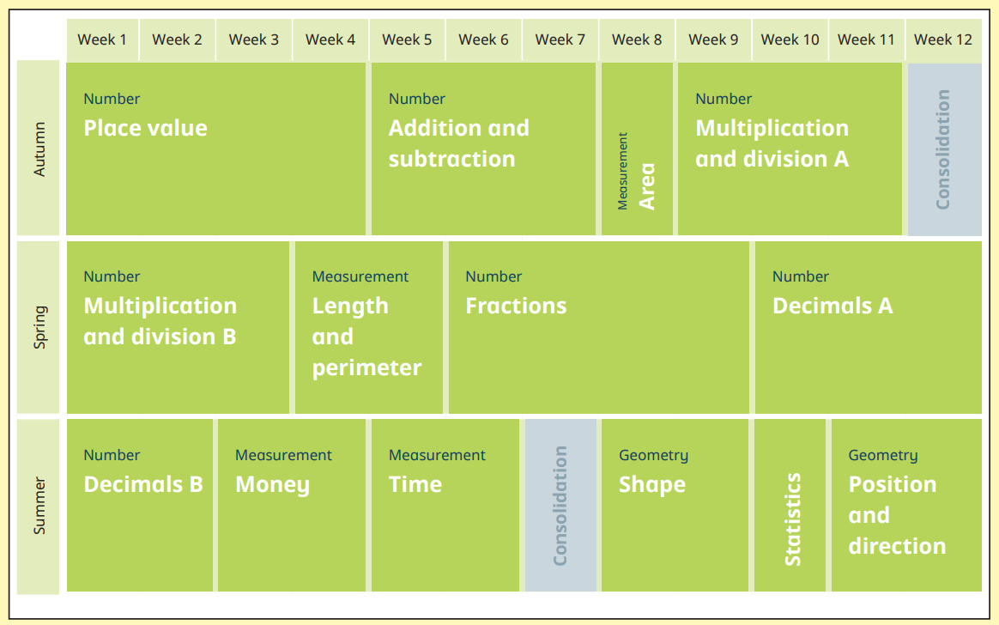 Week 1 Week 2 Week 3 Week 4 Week 5 Week 6 Week 7 Week 8 Week 9 Week 10 Week 11 Week 12
Autumn
Number
Place value
Number
Addition and
subtraction
Measurement
Area
Number
Multiplication
and division A
Consolidation
Spring
Number
Multiplication
and division B
Measurement
Length
and
perimeter
Number
Fractions
Number
Decimals A
Summer
Number
Decimals B
Measurement
Money
Measurement
Time
Consolidation
Geometry
Shape
Statistics
Geometry
Position
and
direction